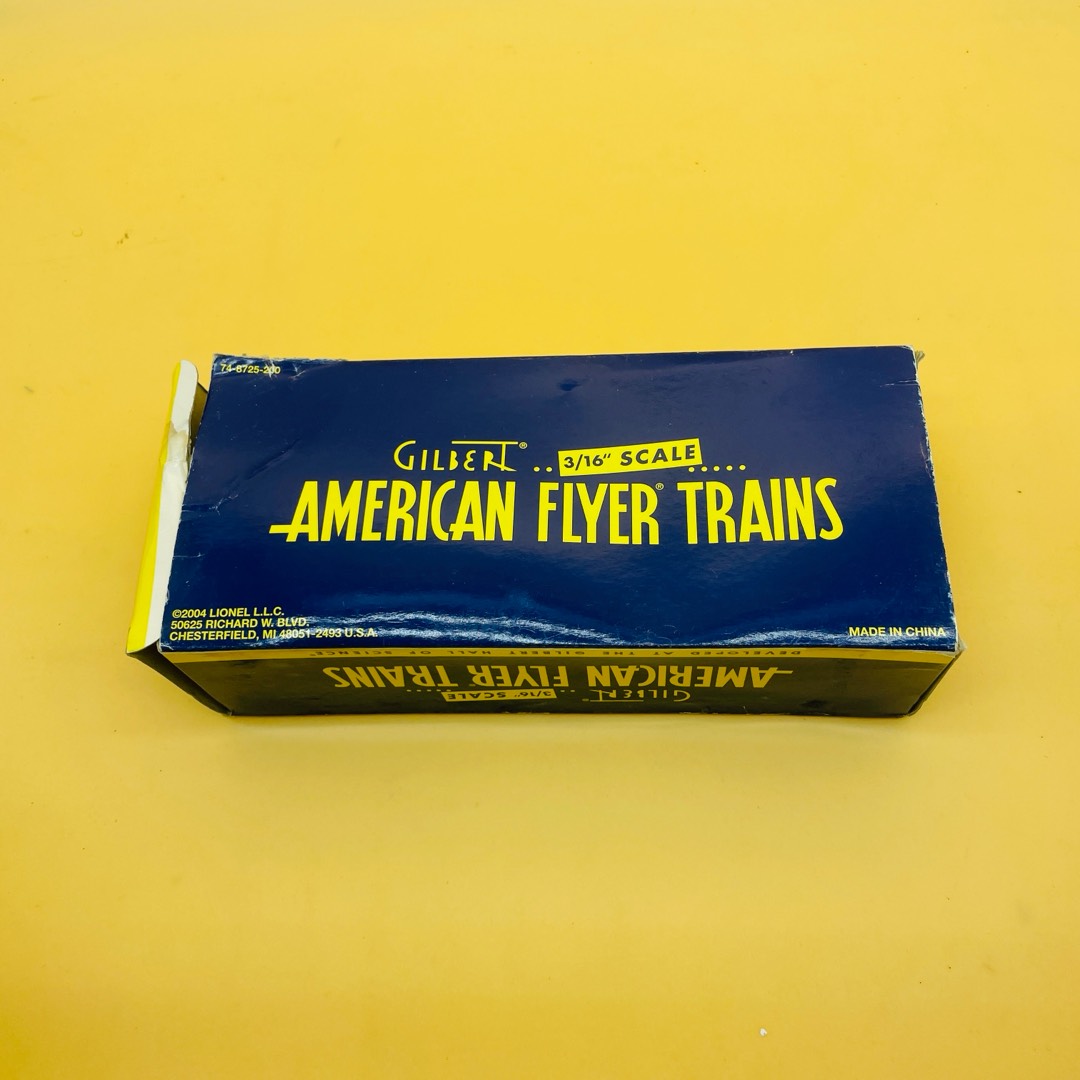 74-8725-200
GILBERT® .. 3/16" SCALE .....
AMERICAN FLYER® TRAINS
©2004 LIONEL L.L.C.
50625 RICHARD W. BLVD.
CHESTERFIELD, MI 48051-2493 U.S.A.
MADE IN CHINA
DEVELOPED AT THE GILBERT HALL OF SCIENCE
GILBERT® .. 3/16" SCALE .....
AMERICAN FLYER TRAINS